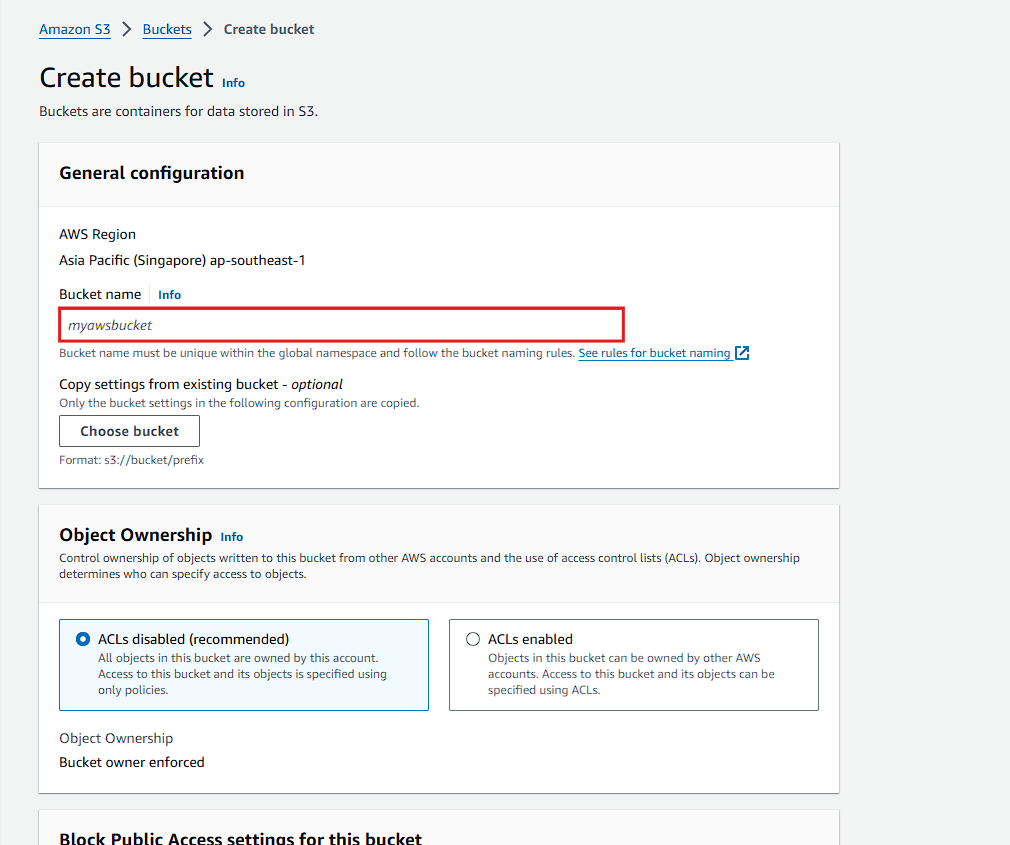 Amazon S3 > Buckets > Create bucket
Create bucket Info
Buckets are containers for data stored in S3.
General configuration
AWS Region
Asia Pacific (Singapore) ap-southeast-1
Bucket name Info
myawsbucket
Bucket name must be unique within the global namespace and follow the bucket naming rules. See rules for bucket naming
Copy settings from existing bucket - optional
Only the bucket settings in the following configuration are copied.
Choose bucket
Format: s3://bucket/prefix
Object Ownership Info
Control ownership of objects written to this bucket from other AWS accounts and the use of access control lists (ACLs). Object ownership
determines who can specify access to objects.
ACLs disabled (recommended)
All objects in this bucket are owned by this account.
Access to this bucket and its objects is specified using
only policies.
ACLs enabled
Objects in this bucket can be owned by other AWS
accounts. Access to this bucket and its objects can be
specified using ACLs.
Object Ownership
Bucket owner enforced
Block Public Access settings for this bucket